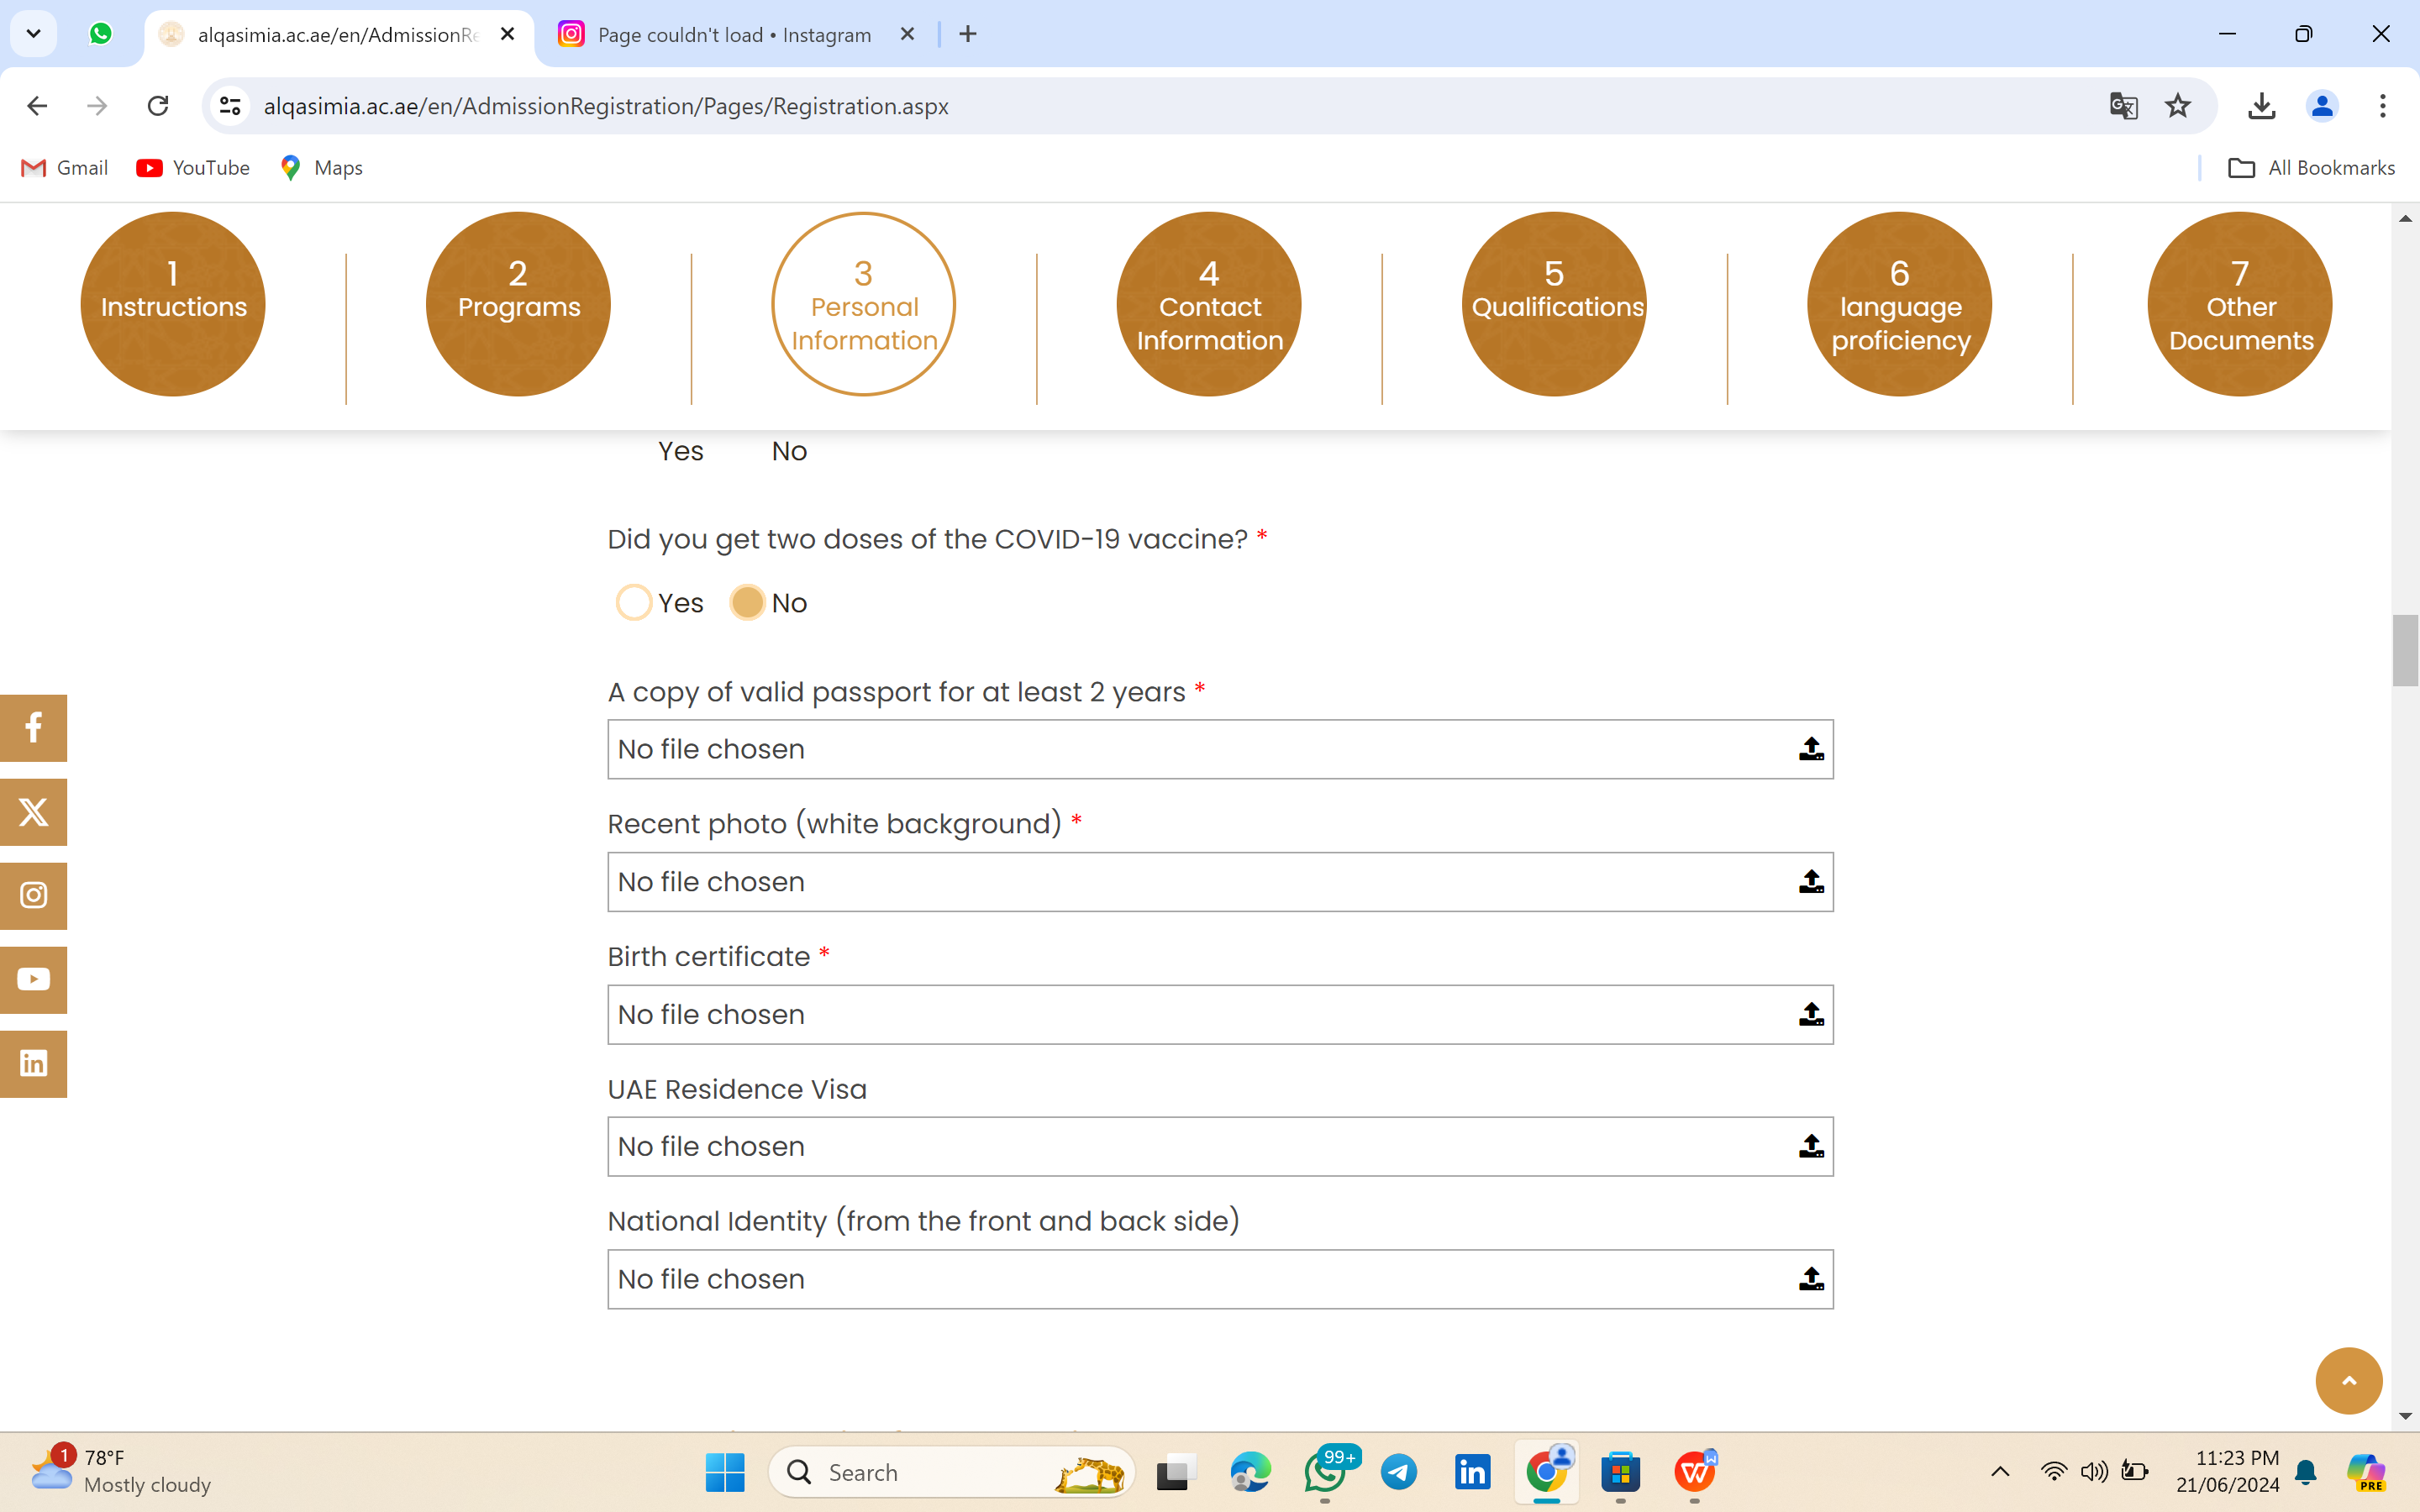 alqasimia.ac.ae/en/AdmissionRe
Page couldn't load • Instagram
alqasimia.ac.ae/en/AdmissionRegistration/Pages/Registration.aspx
Gmail
YouTube
Maps
All Bookmarks
1
Instructions
2
Programs
3
Personal
Information
4
Contact
Information
5
Qualifications
6
language
proficiency
7
Other
Documents
Yes No
Did you get two doses of the COVID-19 vaccine? *
Yes No
A copy of valid passport for at least 2 years *
No file chosen
Recent photo (white background) *
No file chosen
Birth certificate *
No file chosen
UAE Residence Visa
No file chosen
National Identity (from the front and back side)
No file chosen
1
78°F
Mostly cloudy
Search
99+
11:23 PM
21/06/2024
PRE